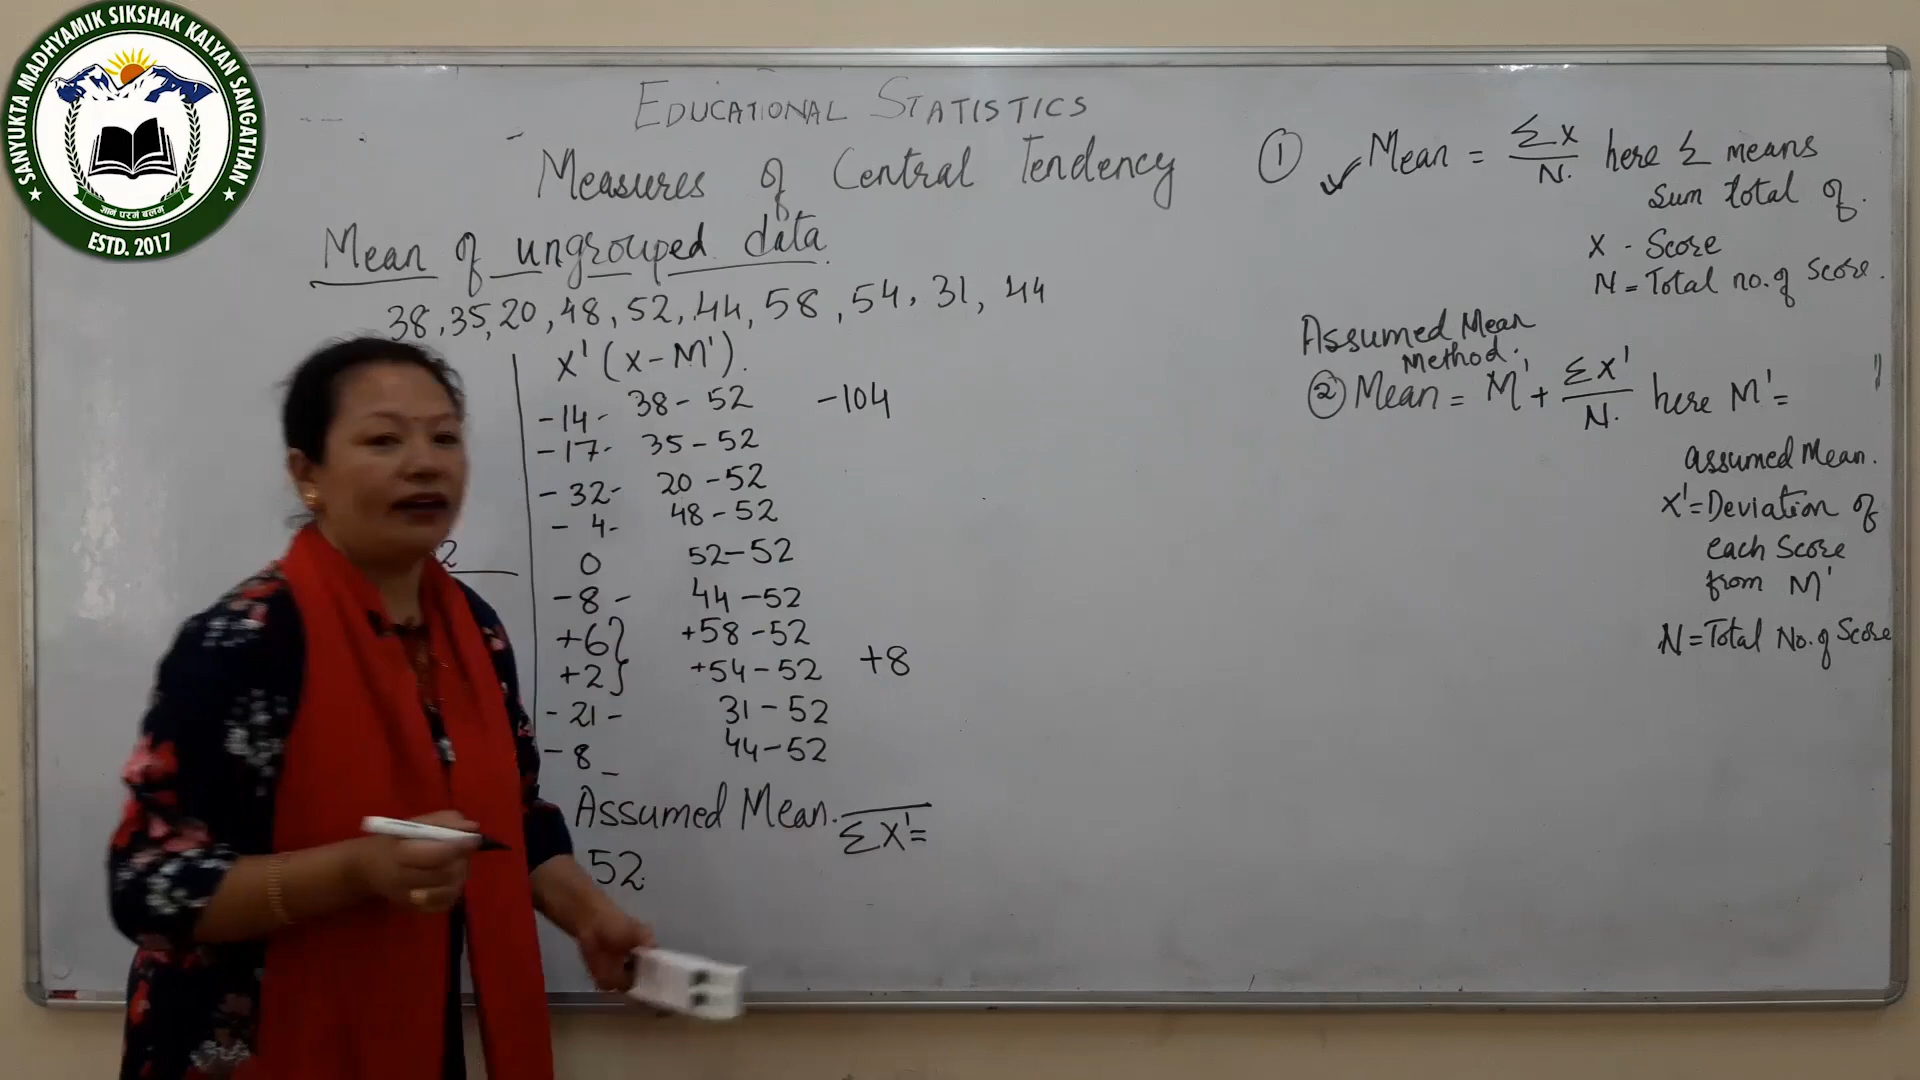 SANYUKTA MADHYAMIK SIKSHAK KALYAN SANGATHAN
ज्ञानं परमं बलम्
ESTD. 2017
EDUCATIONAL STATISTICS
Measures of Central Tendency
Mean of ungrouped data
38, 35, 20, 48, 52, 44, 58, 54, 31, 44
x' (x - M').
-14- 38 - 52 -104
-17- 35 - 52
-32- 20 - 52
- 4- 48 - 52
0 52 - 52
-8 - 44 - 52
+6} +58 - 52
+2} +54 - 52 +8
-21- 31 - 52
-8 - 44 - 52
Assumed Mean. Σx'=
52
2
① ✓ Mean = Σx/N. here Σ means
Sum total of.
X - Score
N = Total no. of score.
Assumed Mean
Method.
② Mean = M' + Σx'/N. here M' =
assumed Mean.
X' = Deviation of
each Score
from M'
N = Total No. of Score